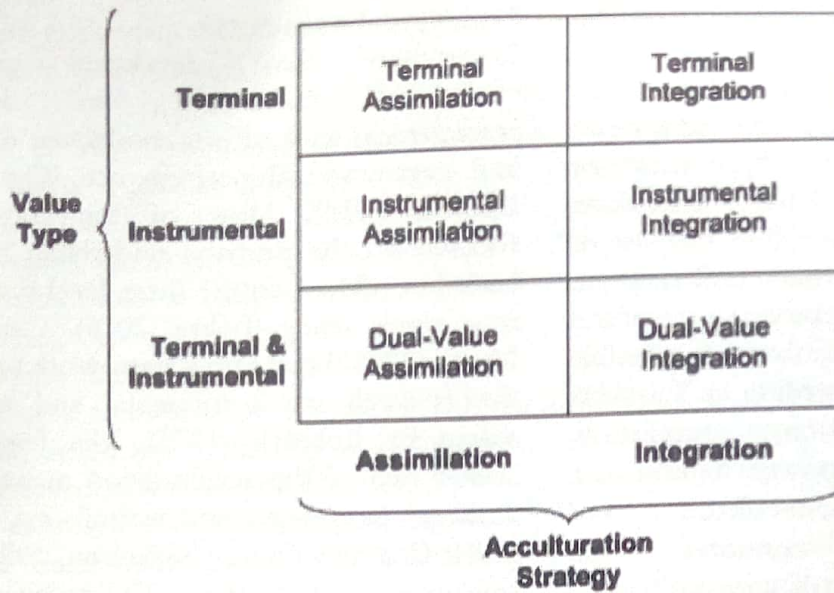 Terminal
Terminal
Assimilation
Terminal
Integration
Value
Type
Instrumental
Instrumental
Assimilation
Instrumental
Integration
Terminal &
Instrumental
Dual-Value
Assimilation
Dual-Value
Integration
Assimilation
Integration
Acculturation
Strategy